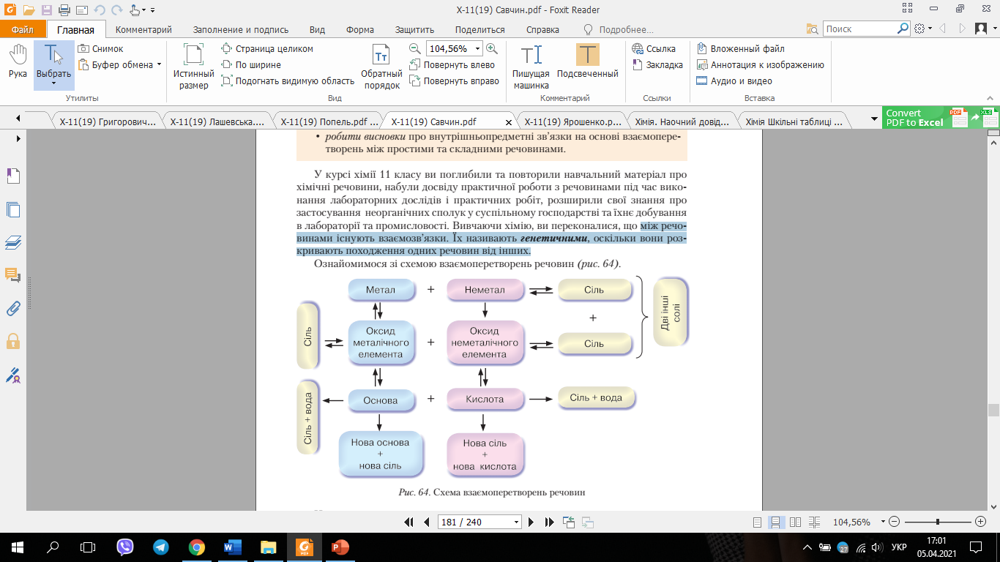 X-11(19) Савчин.pdf - Foxit Reader
Файл Главная Комментарий Заполнение и подпись Вид Форма Защитить Поделиться Справка Подробнее... Поиск
Рука
Выбрать
Снимок
Буфер обмена
Утилиты
Истинный размер
Страница целиком
По ширине
Подогнать видимую область
Обратный порядок
104,56%
Повернуть влево
Повернуть вправо
Вид
Пишущая машинка
Подсвеченный
Комментарий
Ссылка
Закладка
Ссылки
Вложенный файл
Аннотация к изображению
Аудио и видео
Вставка
X-11(19) Григорович... X-11(19) Лашевська.... X-11(19) Попель.pdf ... X-11(19) Савчин.pdf X-11(19) Ярошенко.p... Хімія. Наочний довід... Хімія Шкільні таблиці ...
Convert
PDF to Excel
PDF XLS
• робити висновки про внутрішньопредметні зв’язки на основі взаємопере-
творень між простими та складними речовинами.
У курсі хімії 11 класу ви поглибили та повторили навчальний матеріал про
хімічні речовини, набули досвіду практичної роботи з речовинами під час вико-
нання лабораторних дослідів і практичних робіт, розширили свої знання про
застосування неорганічних сполук у суспільному господарстві та їхнє добування
в лабораторії та промисловості. Вивчаючи хімію, ви переконалися, що між речо-
винами існують взаємозв’язки. Їх називають генетичними, оскільки вони роз-
кривають походження одних речовин від інших.
Ознайомимося зі схемою взаємоперетворень речовин (рис. 64).
Метал + Неметал Сіль
Сіль
Оксид
металічного
елемента
+
Оксид
неметалічного
елемента
+
Сіль
Дві інші
солі
Сіль + вода
Основа + Кислота Сіль + вода
Нова основа
+
нова сіль
Нова сіль
+
нова кислота
Рис. 64. Схема взаємоперетворень речовин
181 / 240
104,56%
27
УКР
17:01
05.04.2021